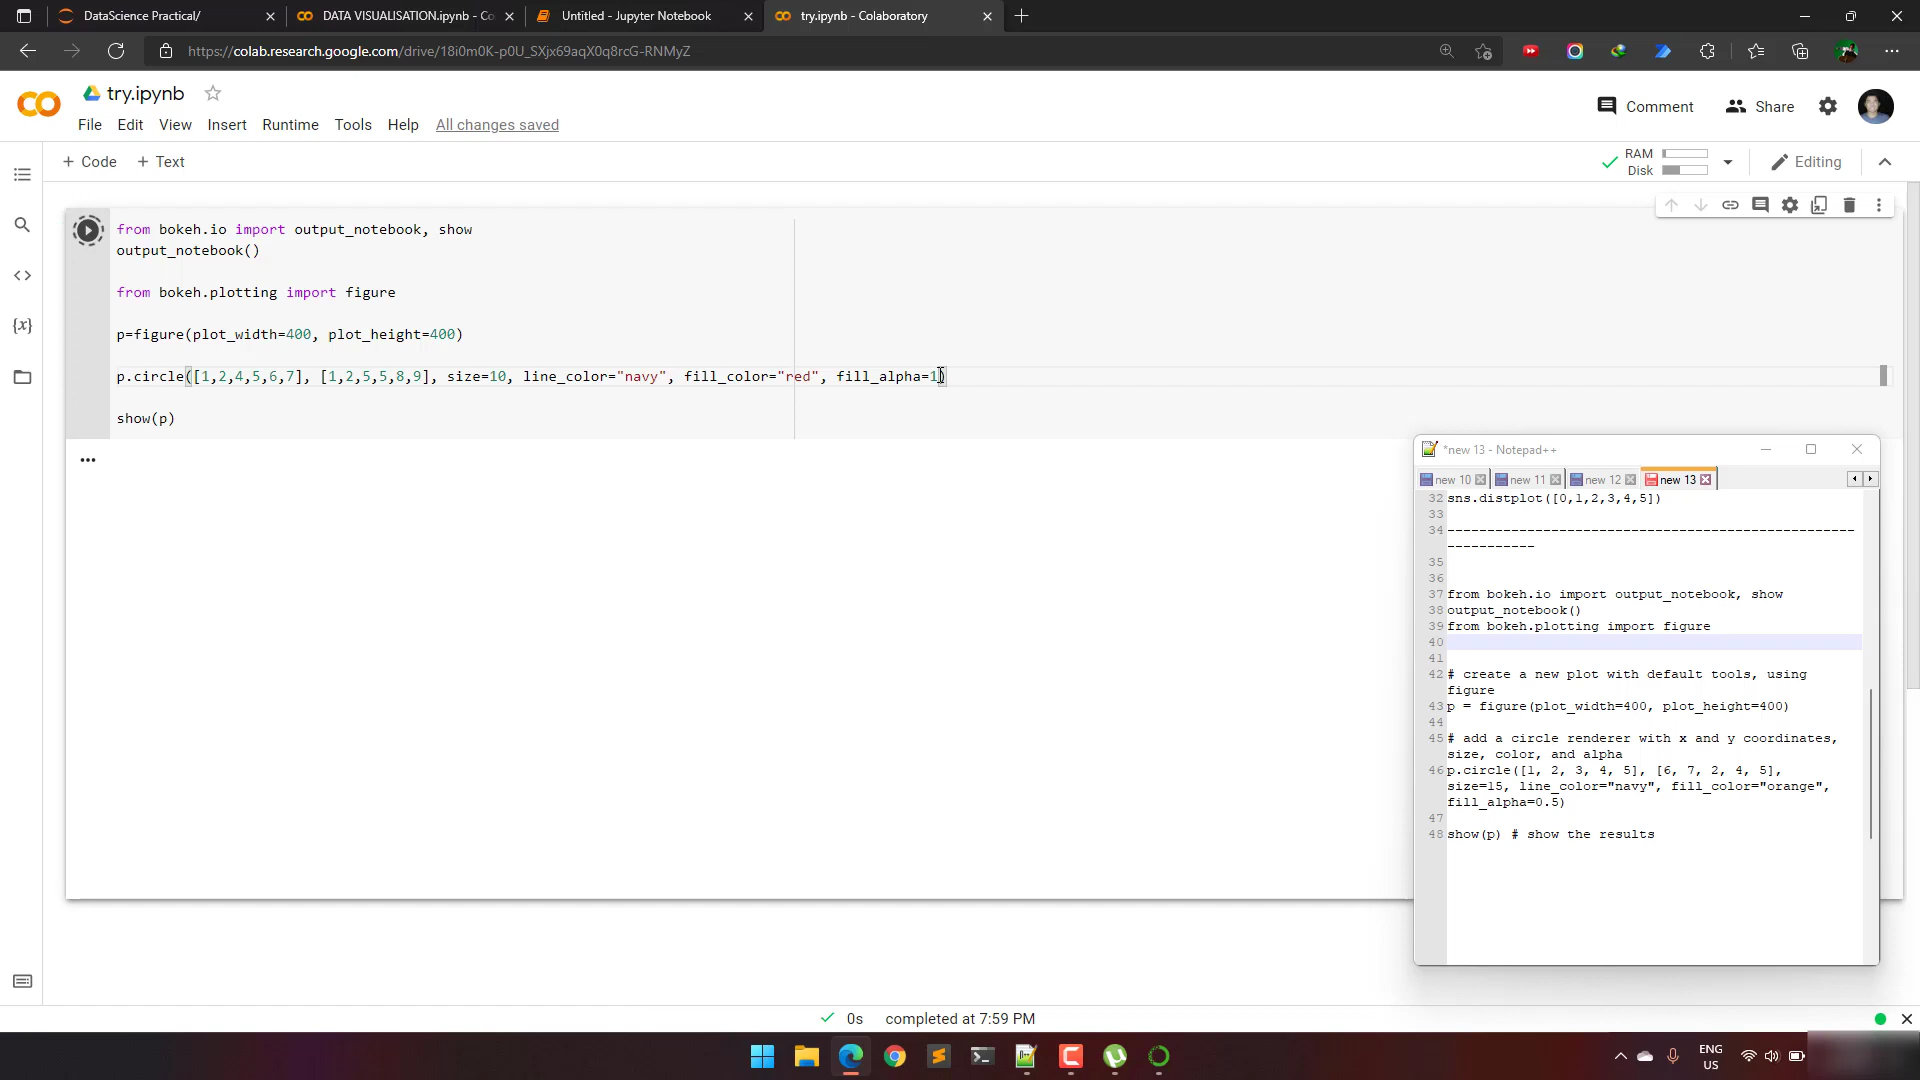 DataScience Practical/
DATA VISUALISATION.ipynb - Co
Untitled - Jupyter Notebook
try.ipynb - Colaboratory
https://colab.research.google.com/drive/18i0m0K-p0U_SXjx69aqX0q8rcG-RNMyZ
try.ipynb
Comment
Share
File Edit View Insert Runtime Tools Help All changes saved
+ Code + Text
RAM
Disk
Editing
from bokeh.io import output_notebook, show
output_notebook()
from bokeh.plotting import figure
p=figure(plot_width=400, plot_height=400)
p.circle([1,2,4,5,6,7], [1,2,5,5,8,9], size=10, line_color="navy", fill_color="red", fill_alpha=1)
show(p)
*new 13 - Notepad++
new 10 new 11 new 12 new 13
32 sns.distplot([0,1,2,3,4,5])
33
34 ---------------------------------------------------
-----------
35
36
37 from bokeh.io import output_notebook, show
38 output_notebook()
39 from bokeh.plotting import figure
40
41
42 # create a new plot with default tools, using
figure
43 p = figure(plot_width=400, plot_height=400)
44
45 # add a circle renderer with x and y coordinates,
size, color, and alpha
46 p.circle([1, 2, 3, 4, 5], [6, 7, 2, 4, 5],
size=15, line_color="navy", fill_color="orange",
fill_alpha=0.5)
47
48 show(p) # show the results
0s completed at 7:59 PM
ENG
US